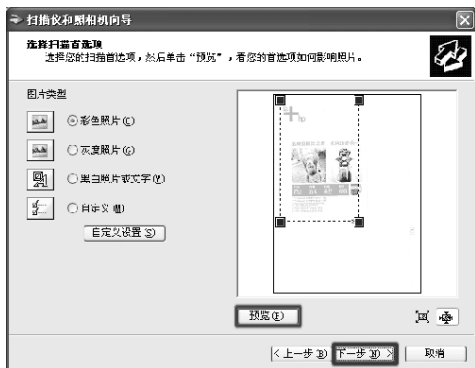 扫描仪和照相机向导
选择扫描首选项
选择您的扫描首选项，然后单击“预览”，看您的首选项如何影响照片。
图片类型
彩色照片(C)
灰度照片(G)
黑白照片或文字(P)
自定义(M)
自定义设置(S)
预览(E)
<上一步(B)
下一步(N) >
取消